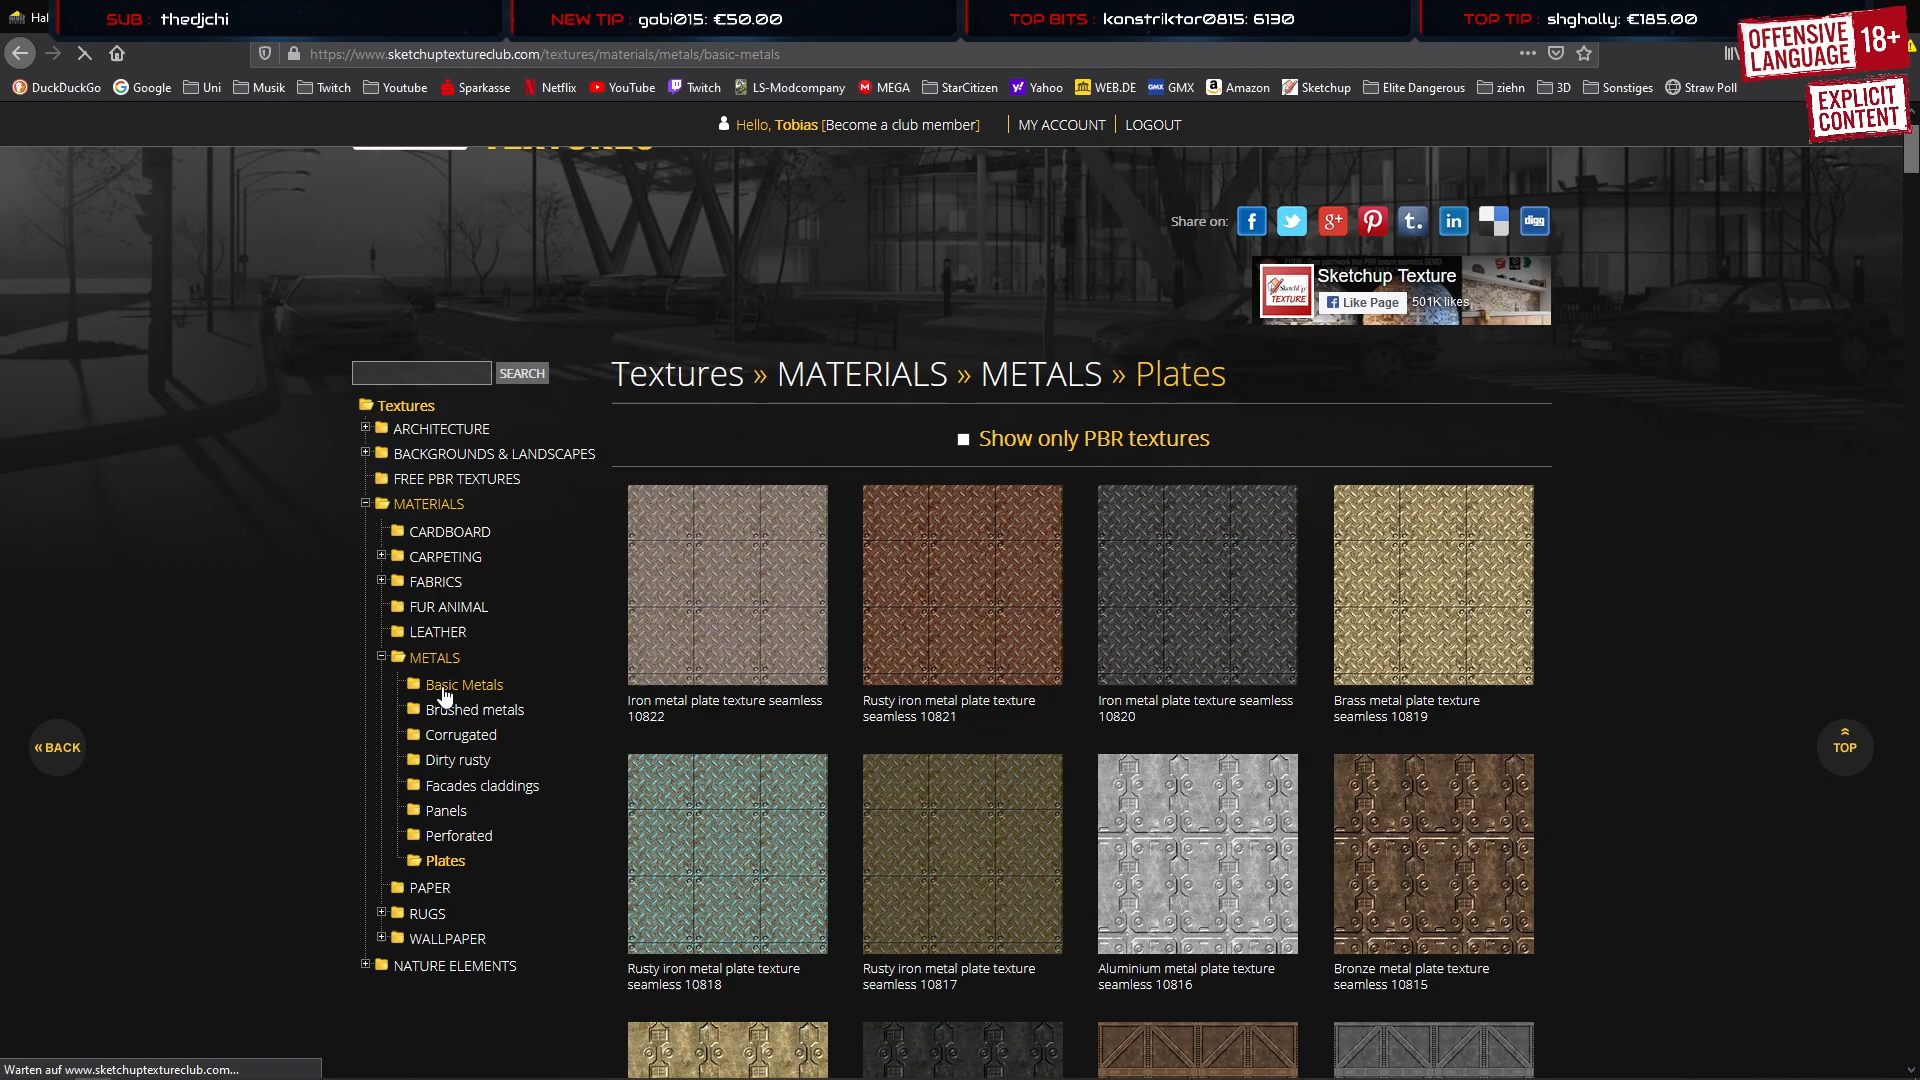 SUB : thedjchi
NEW TIP : gabi015: €50.00
TOP BITS : konstriktor0815: 6130
TOP TIP : shgholly: €185.00
OFFENSIVE LANGUAGE 18+
EXPLICIT CONTENT
Hal
https://www.sketchuptextureclub.com/textures/materials/metals/basic-metals
DuckDuckGo Google Uni Musik Twitch Youtube Sparkasse Netflix YouTube Twitch LS-Modcompany MEGA StarCitizen Yahoo WEB.DE GMX Amazon Sketchup Elite Dangerous ziehn 3D Sonstiges Straw Poll
Hello, Tobias [Become a club member] MY ACCOUNT LOGOUT
Share on:
Sketchup Texture
Like Page 501K likes
SEARCH
Textures » MATERIALS » METALS » Plates
Show only PBR textures
Textures
ARCHITECTURE
BACKGROUNDS & LANDSCAPES
FREE PBR TEXTURES
MATERIALS
CARDBOARD
CARPETING
FABRICS
FUR ANIMAL
LEATHER
METALS
Basic Metals
Brushed metals
Corrugated
Dirty rusty
Facades claddings
Panels
Perforated
Plates
PAPER
RUGS
WALLPAPER
NATURE ELEMENTS
Iron metal plate texture seamless
10822
Rusty iron metal plate texture
seamless 10821
Iron metal plate texture seamless
10820
Brass metal plate texture
seamless 10819
Rusty iron metal plate texture
seamless 10818
Rusty iron metal plate texture
seamless 10817
Aluminium metal plate texture
seamless 10816
Bronze metal plate texture
seamless 10815
« BACK
TOP
Warten auf www.sketchuptextureclub.com...